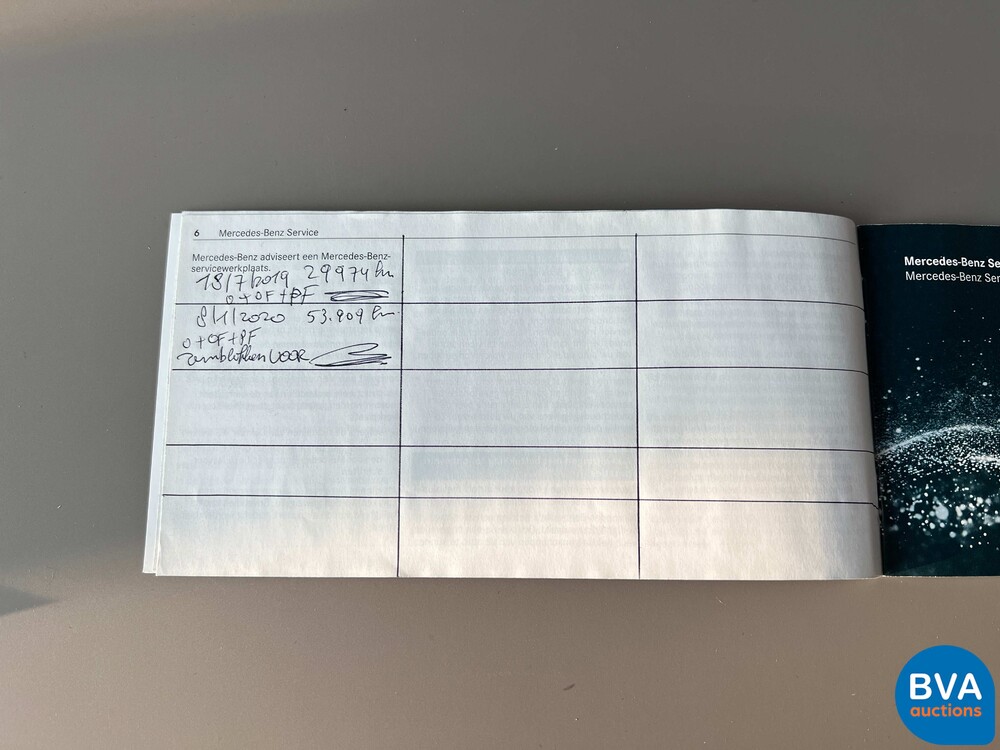 6 Mercedes-Benz Service
Mercedes-Benz adviseert een Mercedes-Benz-
servicewerkplaats.
18/7/2019 29974 km
O + OF + PF
8/1/2020 53.909 km
O + OF + PF
remblokken VOOR
Mercedes-Benz Se
Mercedes-Benz Ser
BVA
auctions